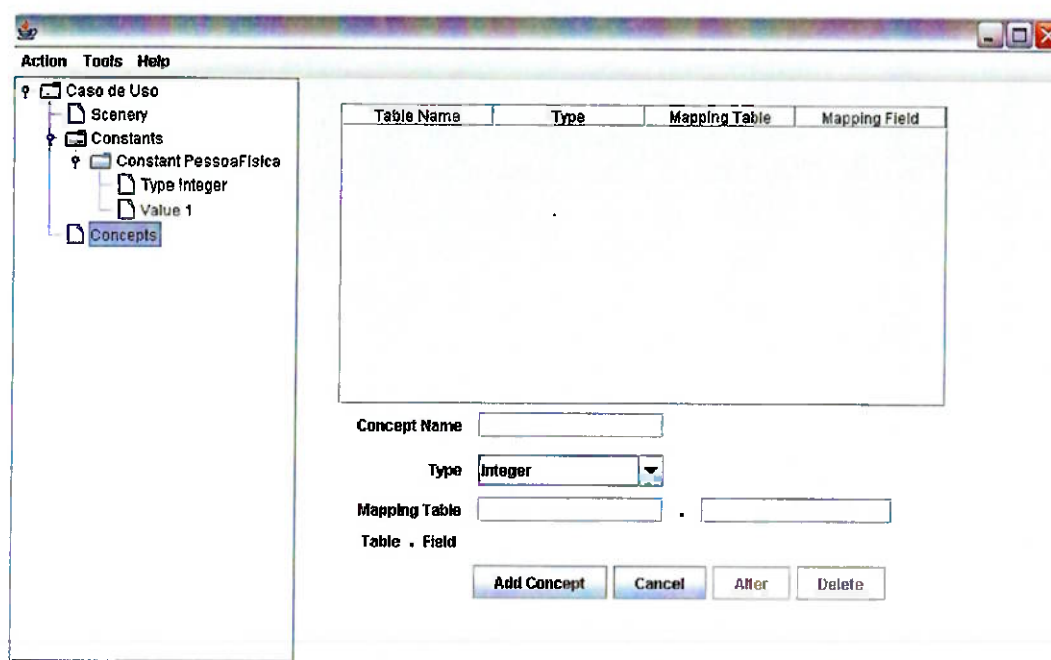 Action Tools Help
Caso de Uso
Scenery
Constants
Constant PessoaFisica
Type Integer
Value 1
Concepts
Table Name Type Mapping Table Mapping Field
Concept Name
Type Integer
Mapping Table .
Table . Field
Add Concept Cancel Alter Delete